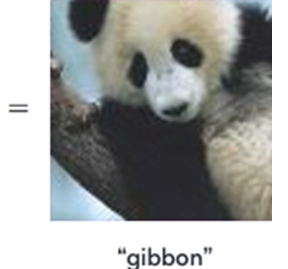 =
“gibbon”